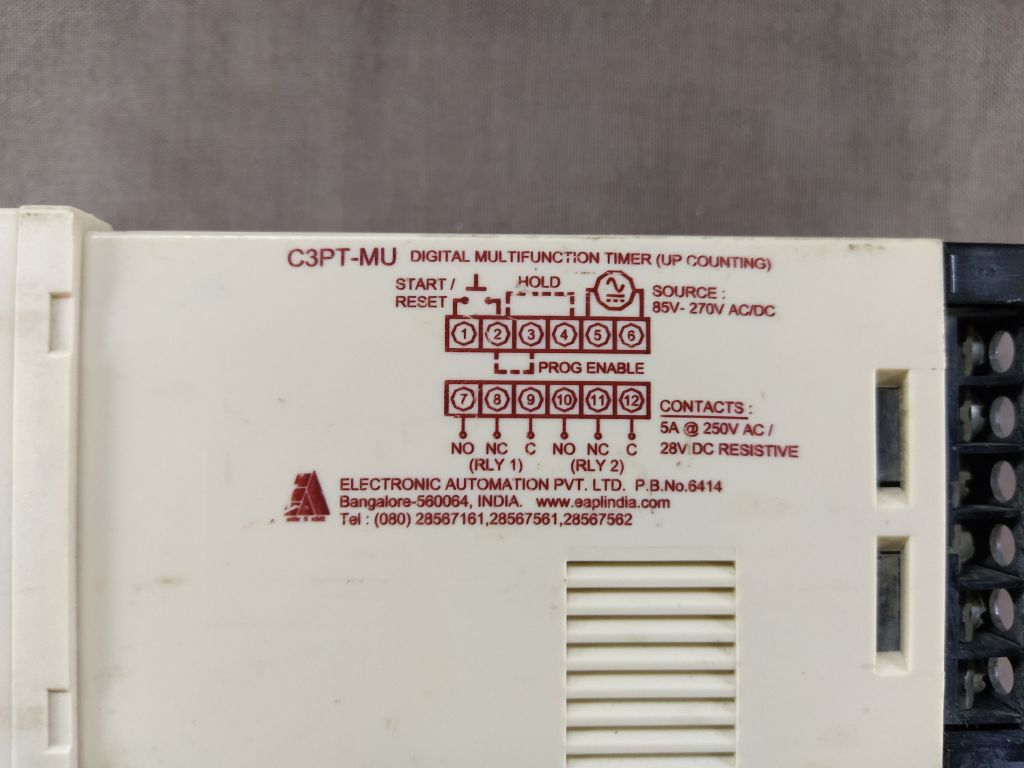 C3PT-MU DIGITAL MULTIFUNCTION TIMER (UP COUNTING)
START / HOLD
RESET
SOURCE :
85V- 270V AC/DC
1 2 3 4 5 6
PROG ENABLE
7 8 9 10 11 12
CONTACTS :
5A @ 250V AC /
28V DC RESISTIVE
NO NC C NO NC C
(RLY 1) (RLY 2)
ELECTRONIC AUTOMATION PVT. LTD. P.B.No.6414
Bangalore-560064, INDIA. www.eaplindia.com
Tel : (080) 28567161,28567561,28567562